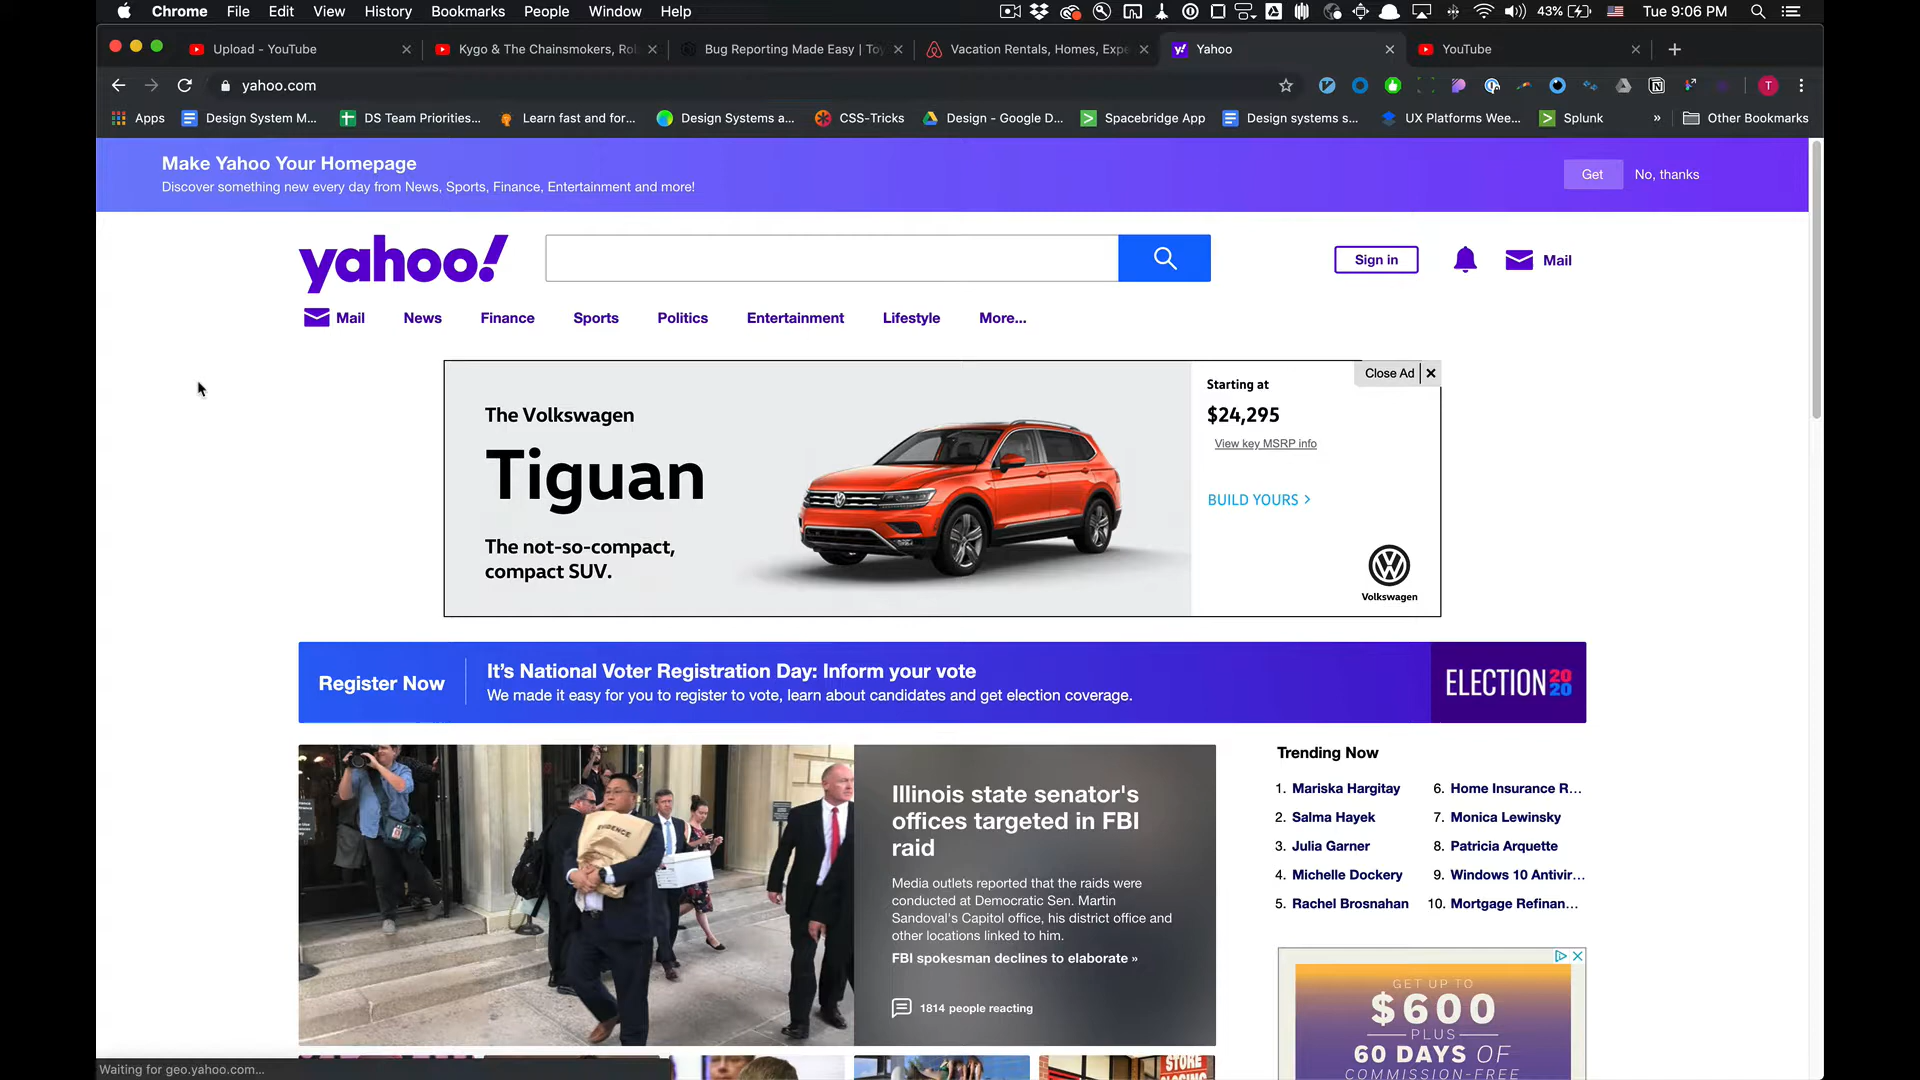 Chrome File Edit View History Bookmarks People Window Help 43% Tue 9:06 PM
Upload - YouTube Kygo & The Chainsmokers, Ro Bug Reporting Made Easy | Toy Vacation Rentals, Homes, Expe Yahoo YouTube
yahoo.com T
Apps Design System M... DS Team Priorities... Learn fast and for... Design Systems a... CSS-Tricks Design - Google D... Spacebridge App Design systems s... UX Platforms Wee... Splunk » Other Bookmarks
Make Yahoo Your Homepage
Discover something new every day from News, Sports, Finance, Entertainment and more!
Get No, thanks
yahoo!
Sign in Mail
Mail News Finance Sports Politics Entertainment Lifestyle More...
Close Ad
The Volkswagen
Tiguan
The not-so-compact,
compact SUV.
Starting at
$24,295
View key MSRP info
BUILD YOURS >
Volkswagen
Register Now
It's National Voter Registration Day: Inform your vote
We made it easy for you to register to vote, learn about candidates and get election coverage.
ELECTION 2020
EVIDENCE
Illinois state senator's
offices targeted in FBI
raid
Media outlets reported that the raids were
conducted at Democratic Sen. Martin
Sandoval's Capitol office, his district office and
other locations linked to him.
FBI spokesman declines to elaborate »
1814 people reacting
Trending Now
1. Mariska Hargitay
2. Salma Hayek
3. Julia Garner
4. Michelle Dockery
5. Rachel Brosnahan
6. Home Insurance R...
7. Monica Lewinsky
8. Patricia Arquette
9. Windows 10 Antivir...
10. Mortgage Refinan...
GET UP TO
$600
PLUS
60 DAYS OF
COMMISSION-FREE
STORE
CLOSING
Waiting for geo.yahoo.com...